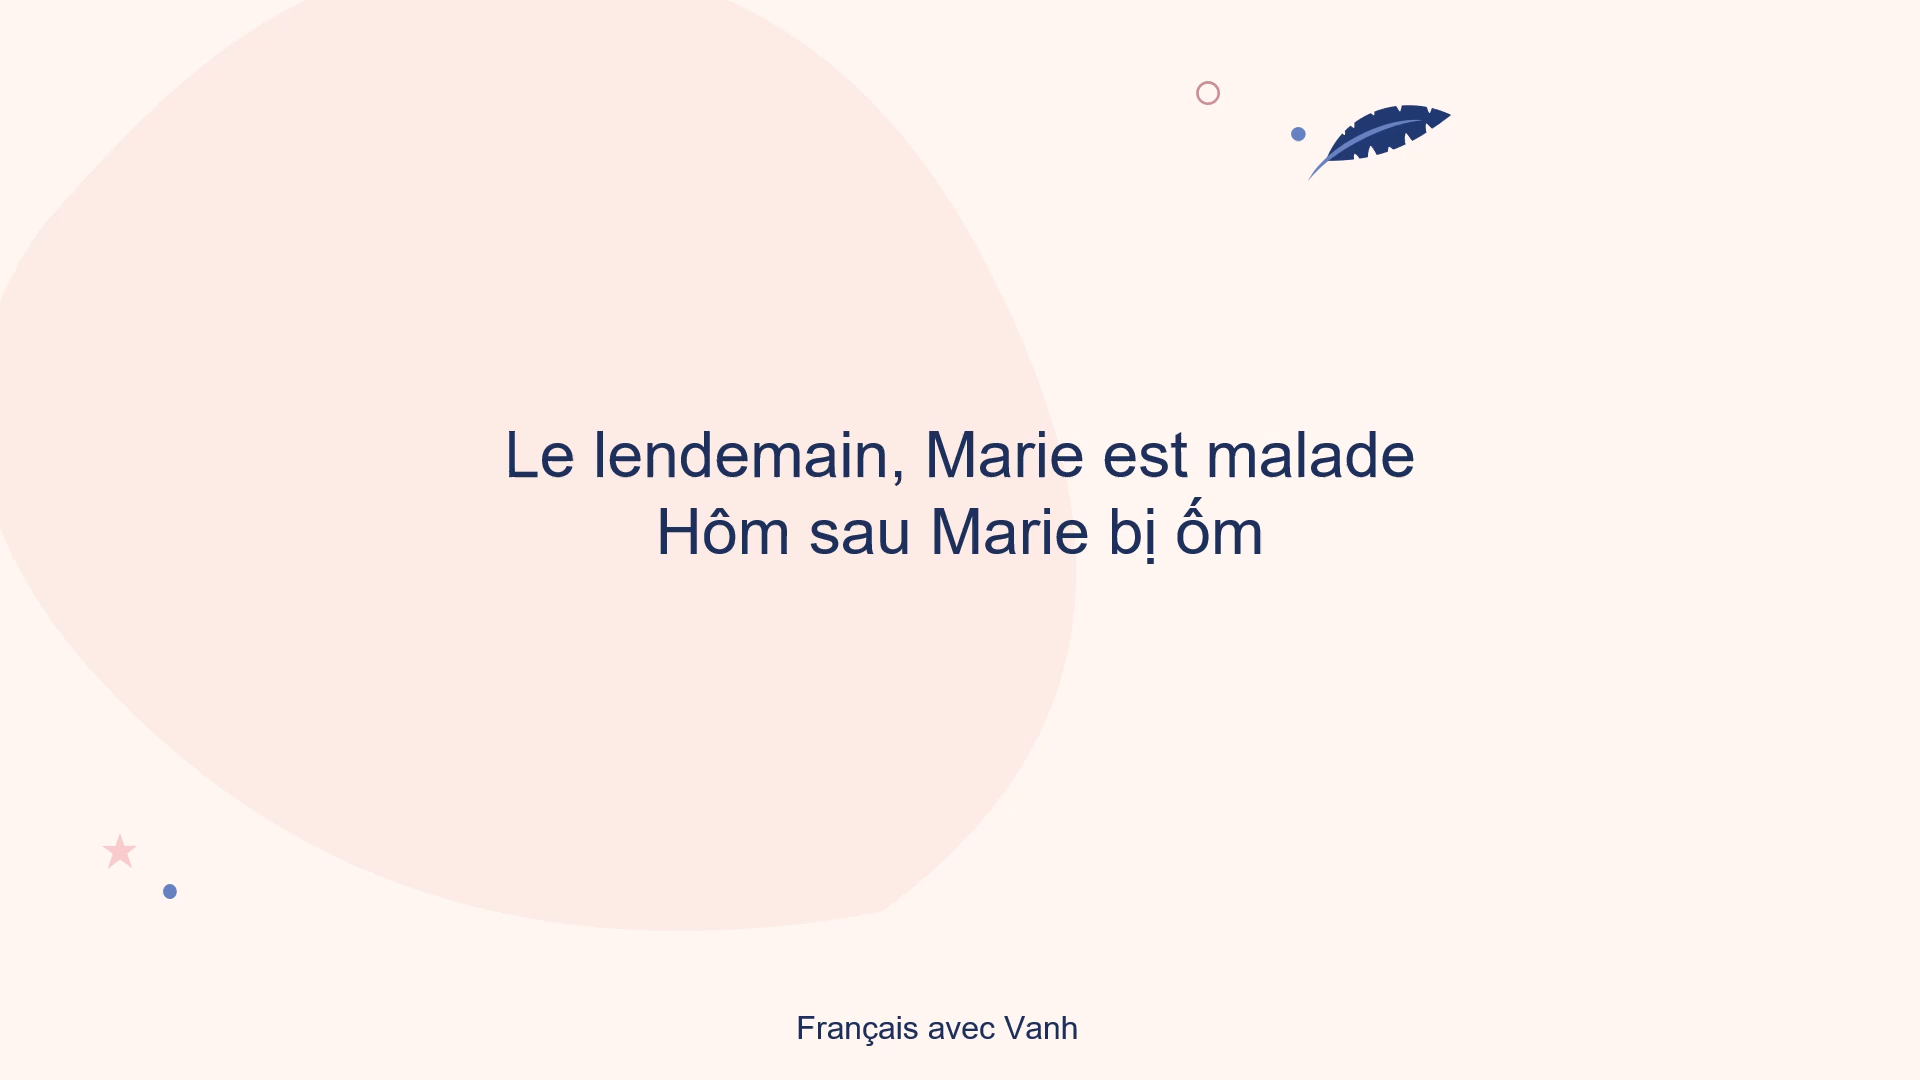 Le lendemain, Marie est malade
Hôm sau Marie bị ốm
Français avec Vanh